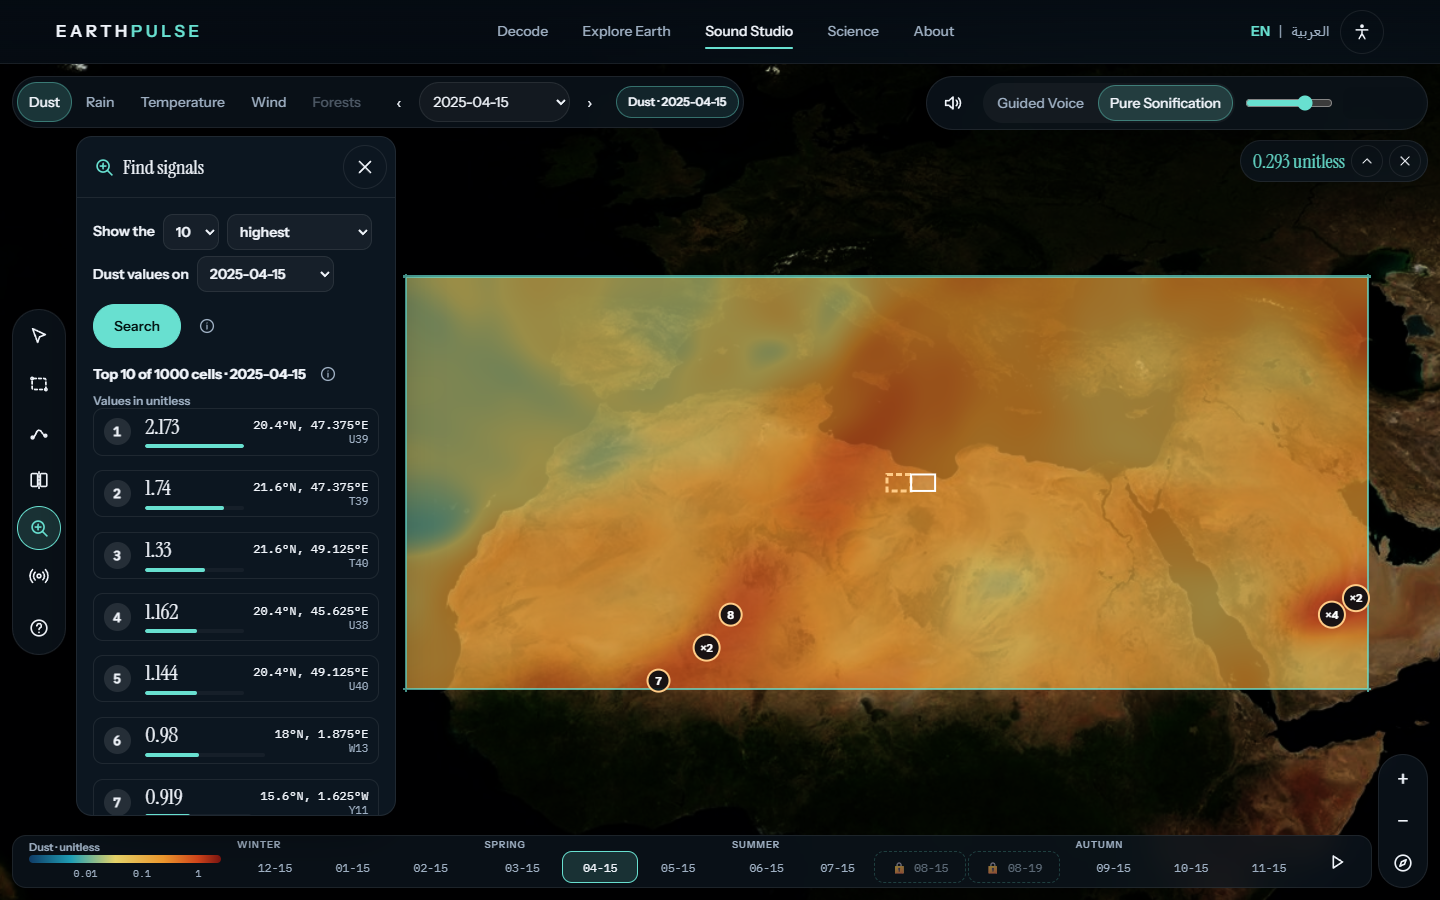 EARTHPULSE
Decode Explore Earth Sound Studio Science About
EN | العربية
Dust Rain Temperature Wind Forests ‹ 2025-04-15 › Dust · 2025-04-15
Guided Voice Pure Sonification
Find signals
0.293 unitless
Show the 10 highest
Dust values on 2025-04-15
Search
Top 10 of 1000 cells · 2025-04-15
Values in unitless
1 2.173 20.4°N, 47.375°E
U39
2 1.74 21.6°N, 47.375°E
T39
3 1.33 21.6°N, 49.125°E
T40
4 1.162 20.4°N, 45.625°E
U38
5 1.144 20.4°N, 49.125°E
U40
6 0.98 18°N, 1.875°E
W13
7 0.919 15.6°N, 1.625°W
Y11
×2
×4
8
×2
7
Dust · unitless
0.01 0.1 1
WINTER SPRING SUMMER AUTUMN
12-15 01-15 02-15 03-15 04-15 05-15 06-15 07-15 08-15 08-19 09-15 10-15 11-15